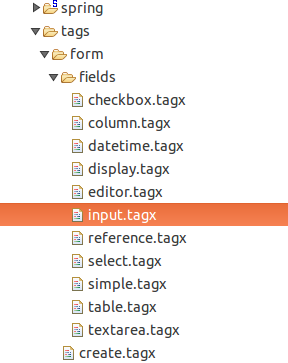 spring
tags
form
fields
checkbox.tagx
column.tagx
datetime.tagx
display.tagx
editor.tagx
input.tagx
reference.tagx
select.tagx
simple.tagx
table.tagx
textarea.tagx
create.tagx